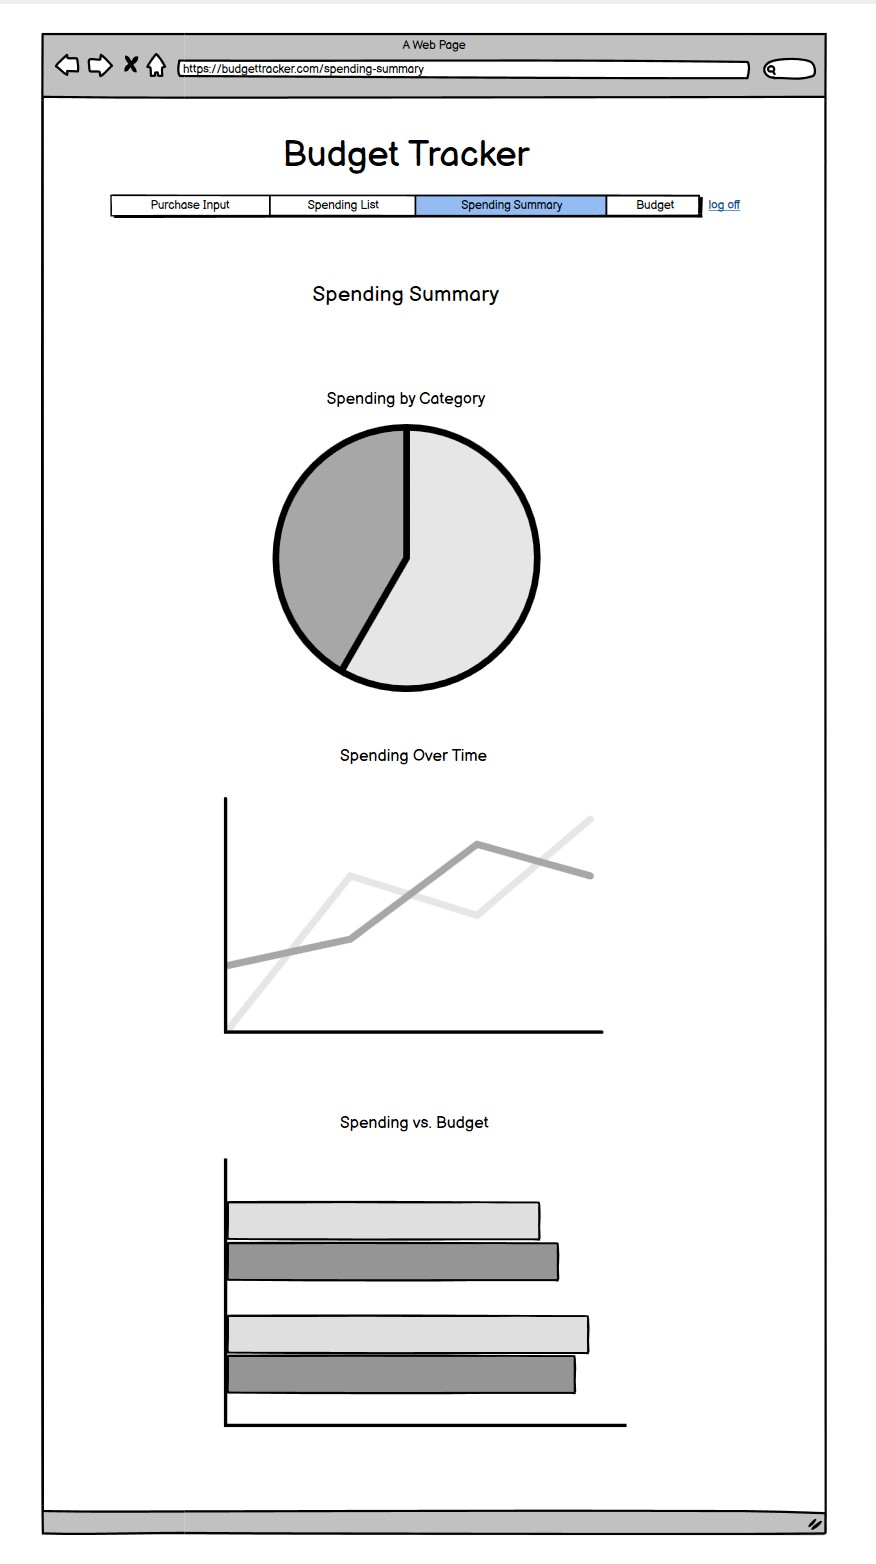 A Web Page
https://budgettracker.com/spending-summary
Budget Tracker
Purchase Input Spending List Spending Summary Budget log off
Spending Summary
Spending by Category
Spending Over Time
Spending vs. Budget